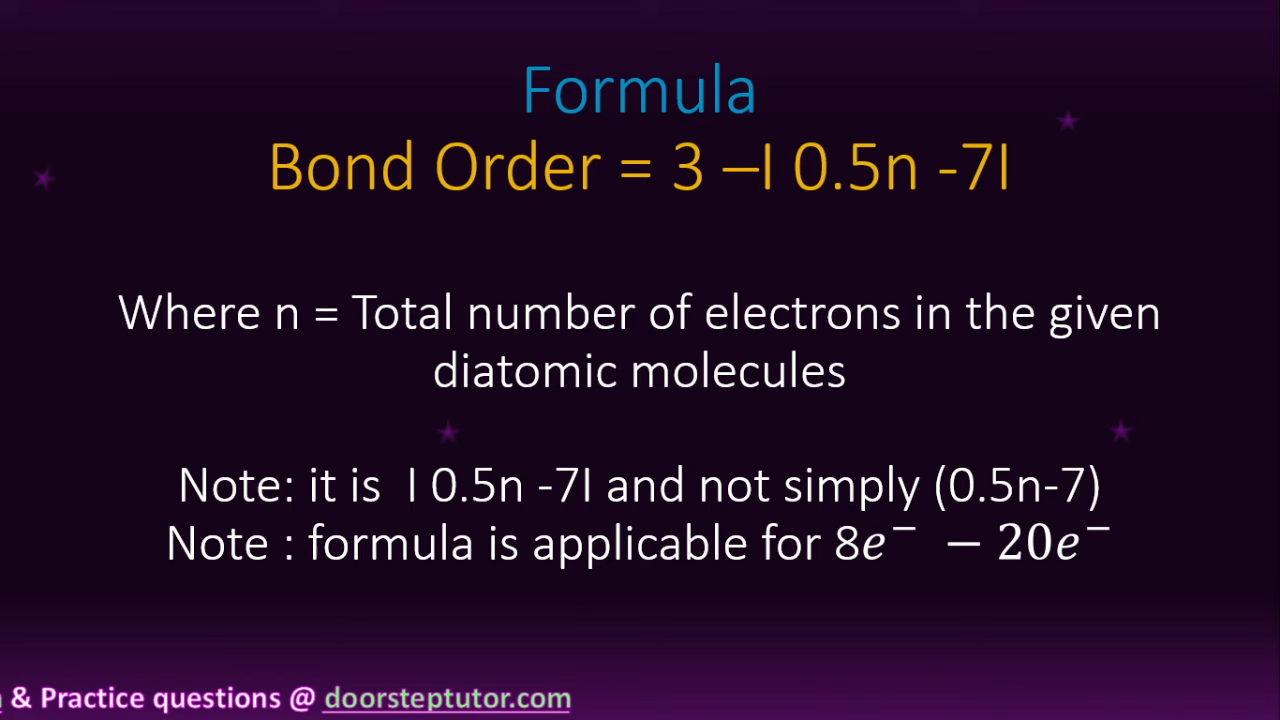 Formula
Bond Order = 3 –I 0.5n -7I
Where n = Total number of electrons in the given
diatomic molecules
Note: it is I 0.5n -7I and not simply (0.5n-7)
Note : formula is applicable for 8e⁻ − 20e⁻
& Practice questions @ doorsteptutor.com